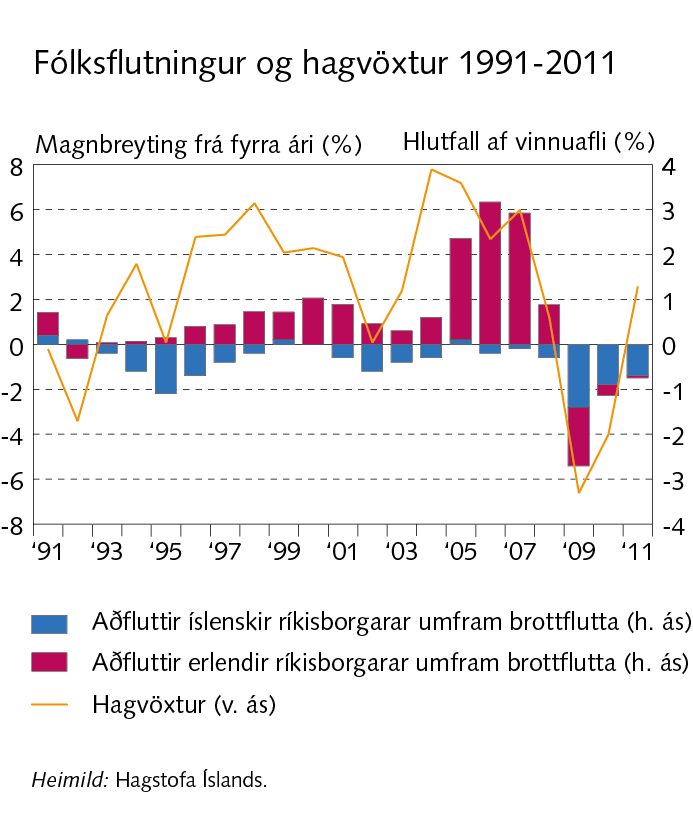 Fólksflutningur og hagvöxtur 1991-2011
Magnbreyting frá fyrra ári (%)
Hlutfall af vinnuafli (%)
8
6
4
2
0
-2
-4
-6
-8
4
3
2
1
0
-1
-2
-3
-4
‘91 ‘93 ‘95 ‘97 ‘99 ‘01 ‘03 ‘05 ‘07 ‘09 ‘11
Aðfluttir íslenskir ríkisborgarar umfram brottflutta (h. ás)
Aðfluttir erlendir ríkisborgarar umfram brottflutta (h. ás)
Hagvöxtur (v. ás)
Heimild: Hagstofa Íslands.